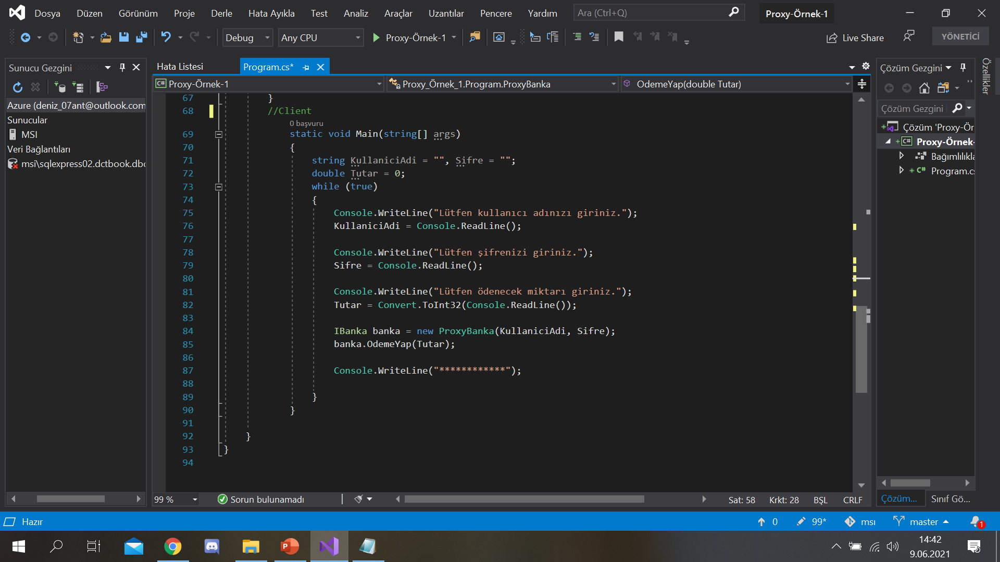 Dosya Düzen Görünüm Proje Derle Hata Ayıkla Test Analiz Araçlar Uzantılar Pencere Yardım Ara (Ctrl+Q) Proxy-Örnek-1
Debug Any CPU Proxy-Örnek-1 Live Share YÖNETİCİ
Sunucu Gezgini
Azure (deniz_07ant@outlook.com
Sunucular
MSI
Veri Bağlantıları
msi\sqlexpress02.dctbook.dbo
Hata Listesi Program.cs*
Proxy-Örnek-1 Proxy_Örnek_1.Program.ProxyBanka OdemeYap(double Tutar)
67 }
68 //Client
0 başvuru
69 static void Main(string[] args)
70 {
71 string KullaniciAdi = "", Sifre = "";
72 double Tutar = 0;
73 while (true)
74 {
75 Console.WriteLine("Lütfen kullanıcı adınızı giriniz.");
76 KullaniciAdi = Console.ReadLine();
77
78 Console.WriteLine("Lütfen şifrenizi giriniz.");
79 Sifre = Console.ReadLine();
80
81 Console.WriteLine("Lütfen ödenecek miktarı giriniz.");
82 Tutar = Convert.ToInt32(Console.ReadLine());
83
84 IBanka banka = new ProxyBanka(KullaniciAdi, Sifre);
85 banka.OdemeYap(Tutar);
86
87 Console.WriteLine("************");
88
89 }
90 }
91
92 }
93 }
94
99 % Sorun bulunamadı Sat: 58 Krkt: 28 BŞL CRLF
Çözüm Gezgini
Çözüm Gezgini
Çözüm 'Proxy-Ör
Proxy-Örnek-
Bağımlılıkla
Program.cs
Çözüm... Sınıf Gö...
Özellikler
Hazır 0 99* msı master 1
14:42
9.06.2021